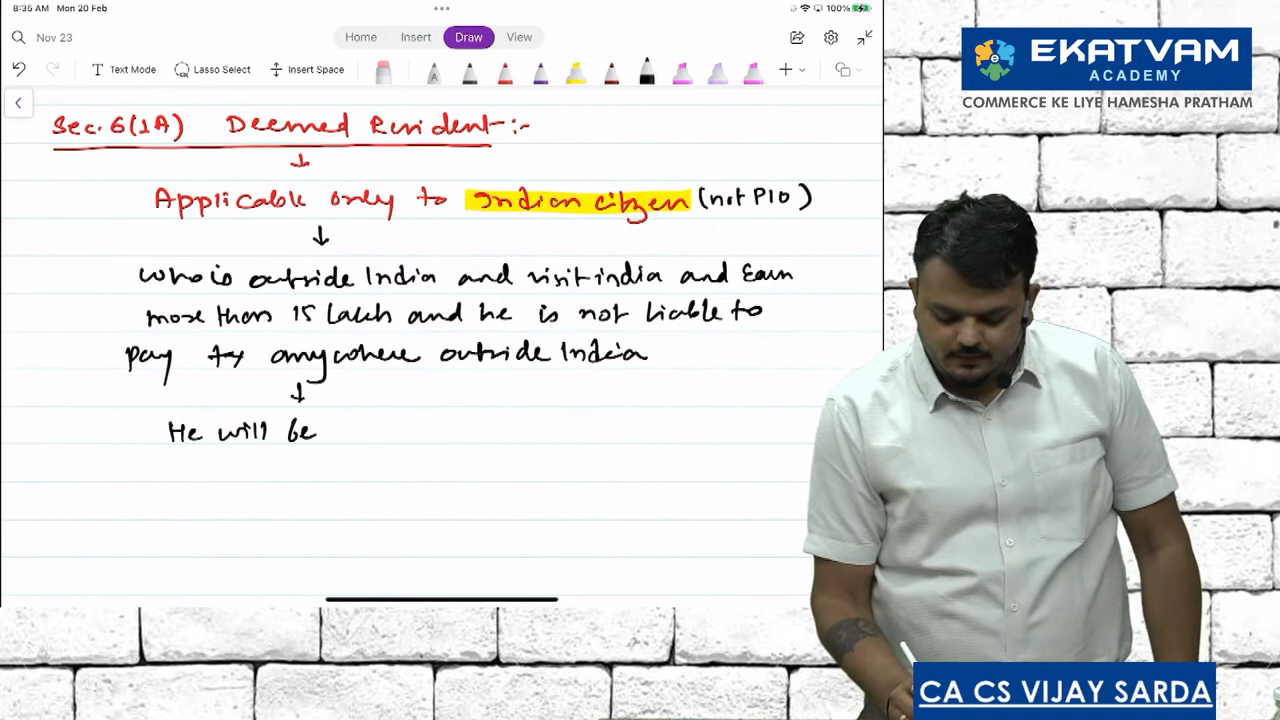 8:35 AM Mon 20 Feb
100%
Nov 23
Home Insert Draw View
Text Mode Lasso Select Insert Space
Sec. 6(1A) Deemed Resident :-
Applicable only to Indian citizen (not PIO)
who is outside India and visit india and Earn
more than 15 Lakh and he is not liable to
pay tax anywhere outside India
He will be
EKATVAM
ACADEMY
COMMERCE KE LIYE HAMESHA PRATHAM
CA CS VIJAY SARDA